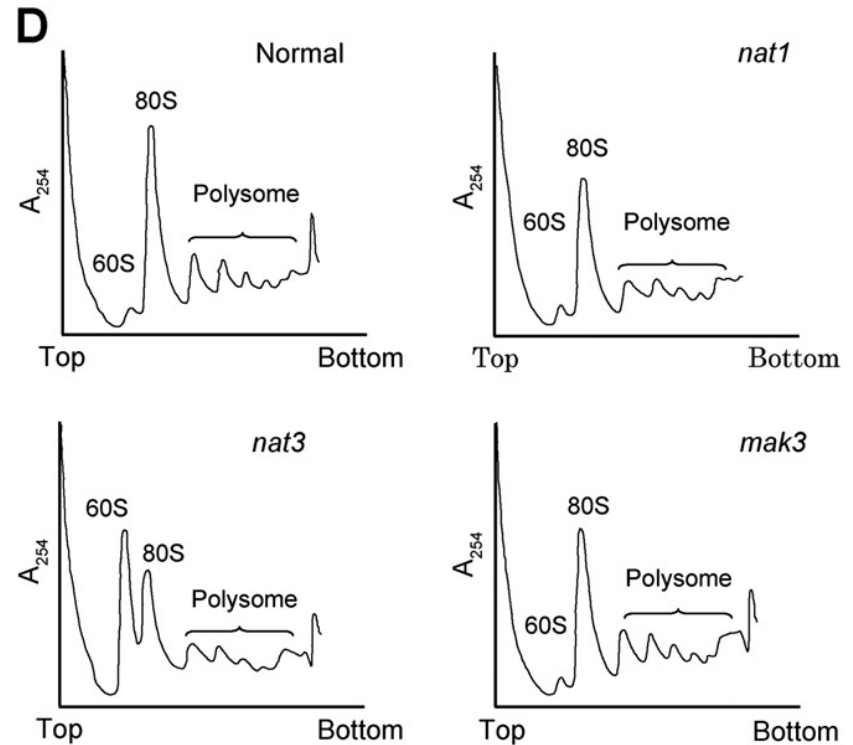 D
Normal
80S
Polysome
60S
A254
Top Bottom
nat1
80S
60S Polysome
A254
Top Bottom
nat3
60S
80S
Polysome
A254
Top Bottom
mak3
80S
Polysome
60S
A254
Top Bottom